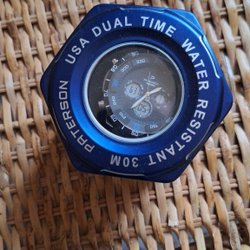 PATERSON
USA DUAL TIME
WATER RESISTANT 30M